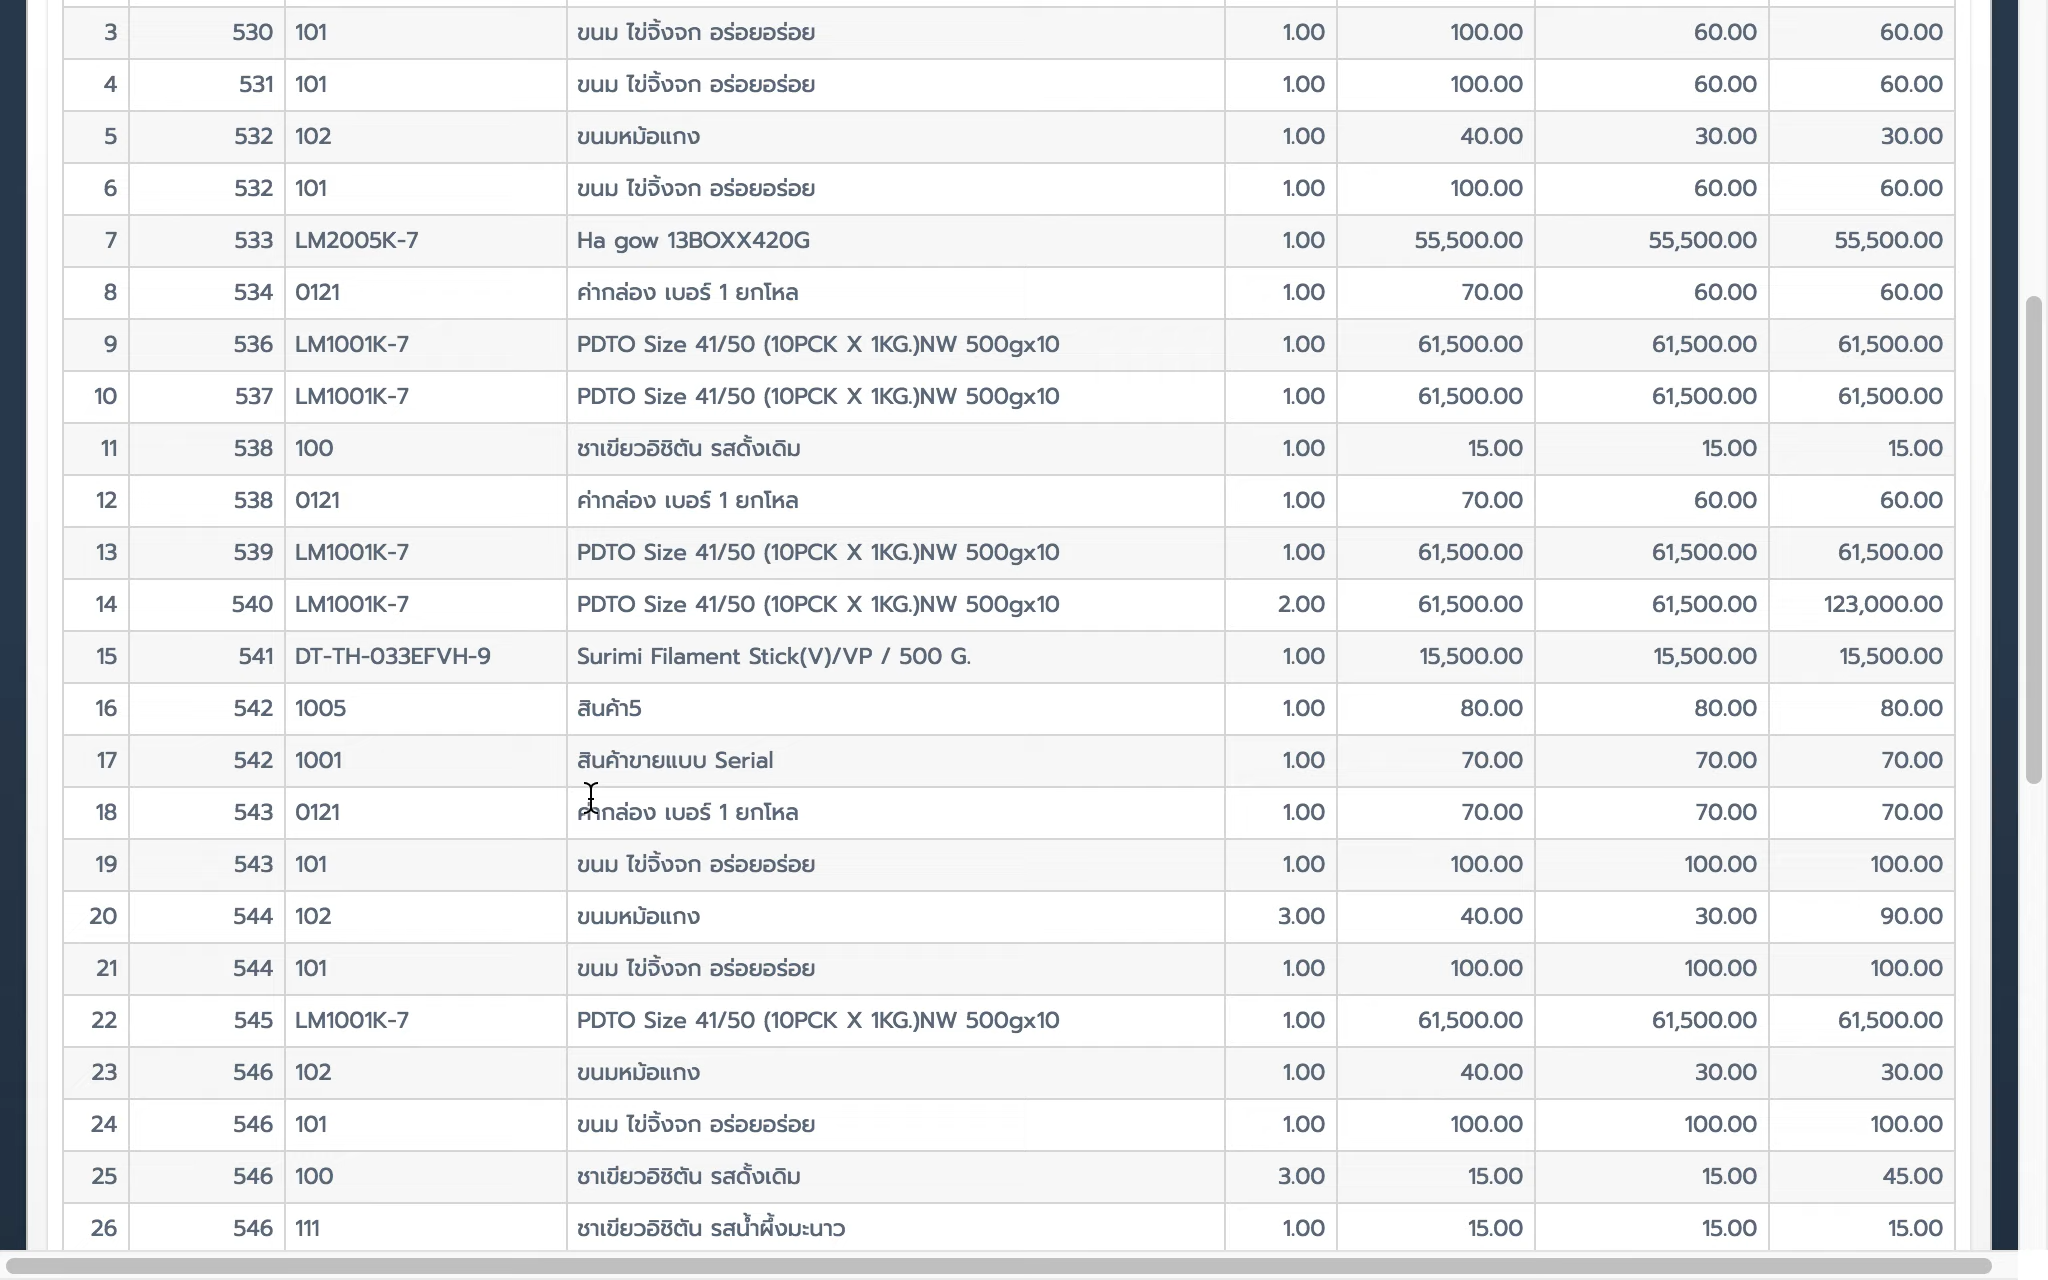 3 530 101 ขนม ไข่จิ้งจก อร่อยอร่อย 1.00 100.00 60.00 60.00
4 531 101 ขนม ไข่จิ้งจก อร่อยอร่อย 1.00 100.00 60.00 60.00
5 532 102 ขนมหม้อแกง 1.00 40.00 30.00 30.00
6 532 101 ขนม ไข่จิ้งจก อร่อยอร่อย 1.00 100.00 60.00 60.00
7 533 LM2005K-7 Ha gow 13BOXX420G 1.00 55,500.00 55,500.00 55,500.00
8 534 0121 ค่ากล่อง เบอร์ 1 ยกโหล 1.00 70.00 60.00 60.00
9 536 LM1001K-7 PDTO Size 41/50 (10PCK X 1KG.)NW 500gx10 1.00 61,500.00 61,500.00 61,500.00
10 537 LM1001K-7 PDTO Size 41/50 (10PCK X 1KG.)NW 500gx10 1.00 61,500.00 61,500.00 61,500.00
11 538 100 ชาเขียวอิชิตัน รสดั้งเดิม 1.00 15.00 15.00 15.00
12 538 0121 ค่ากล่อง เบอร์ 1 ยกโหล 1.00 70.00 60.00 60.00
13 539 LM1001K-7 PDTO Size 41/50 (10PCK X 1KG.)NW 500gx10 1.00 61,500.00 61,500.00 61,500.00
14 540 LM1001K-7 PDTO Size 41/50 (10PCK X 1KG.)NW 500gx10 2.00 61,500.00 61,500.00 123,000.00
15 541 DT-TH-033EFVH-9 Surimi Filament Stick(V)/VP / 500 G. 1.00 15,500.00 15,500.00 15,500.00
16 542 1005 สินค้า5 1.00 80.00 80.00 80.00
17 542 1001 สินค้าขายแบบ Serial 1.00 70.00 70.00 70.00
18 543 0121 ค่ากล่อง เบอร์ 1 ยกโหล 1.00 70.00 70.00 70.00
19 543 101 ขนม ไข่จิ้งจก อร่อยอร่อย 1.00 100.00 100.00 100.00
20 544 102 ขนมหม้อแกง 3.00 40.00 30.00 90.00
21 544 101 ขนม ไข่จิ้งจก อร่อยอร่อย 1.00 100.00 100.00 100.00
22 545 LM1001K-7 PDTO Size 41/50 (10PCK X 1KG.)NW 500gx10 1.00 61,500.00 61,500.00 61,500.00
23 546 102 ขนมหม้อแกง 1.00 40.00 30.00 30.00
24 546 101 ขนม ไข่จิ้งจก อร่อยอร่อย 1.00 100.00 100.00 100.00
25 546 100 ชาเขียวอิชิตัน รสดั้งเดิม 3.00 15.00 15.00 45.00
26 546 111 ชาเขียวอิชิตัน รสน้ำผึ้งมะนาว 1.00 15.00 15.00 15.00